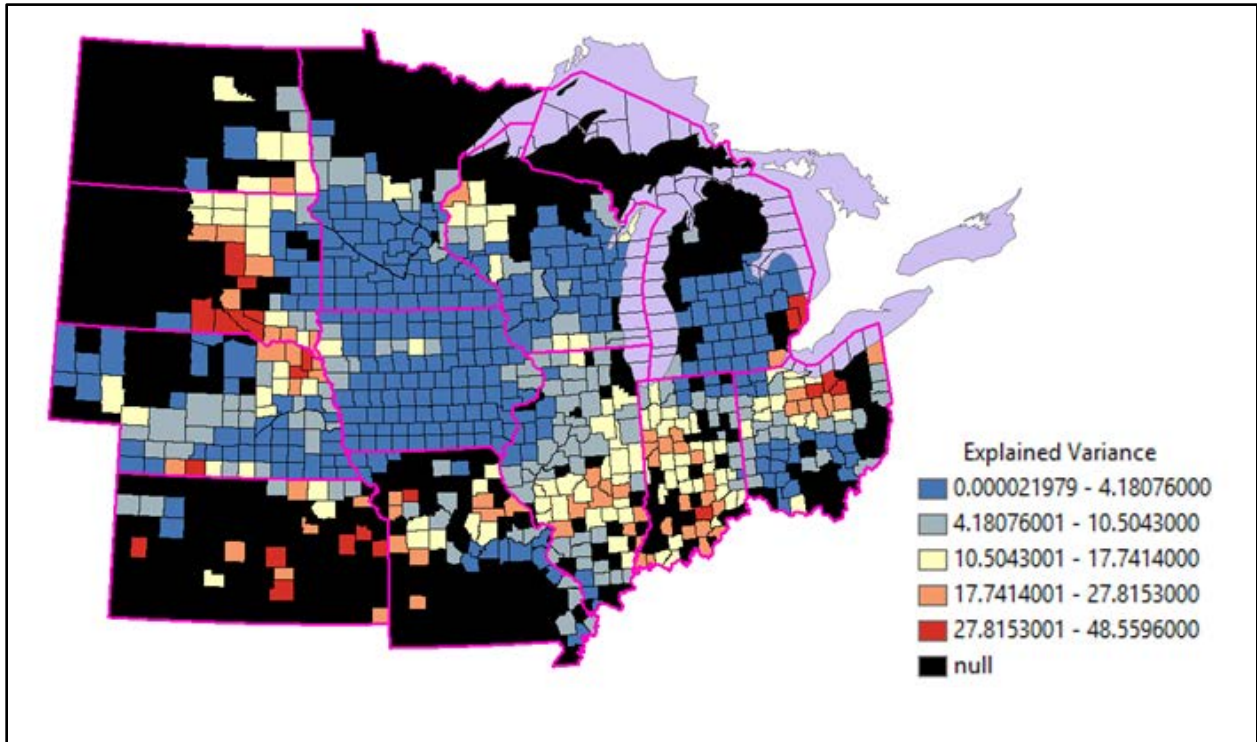 Explained Variance
0.000021979 - 4.18076000
4.18076001 - 10.5043000
10.5043001 - 17.7414000
17.7414001 - 27.8153000
27.8153001 - 48.5596000
null